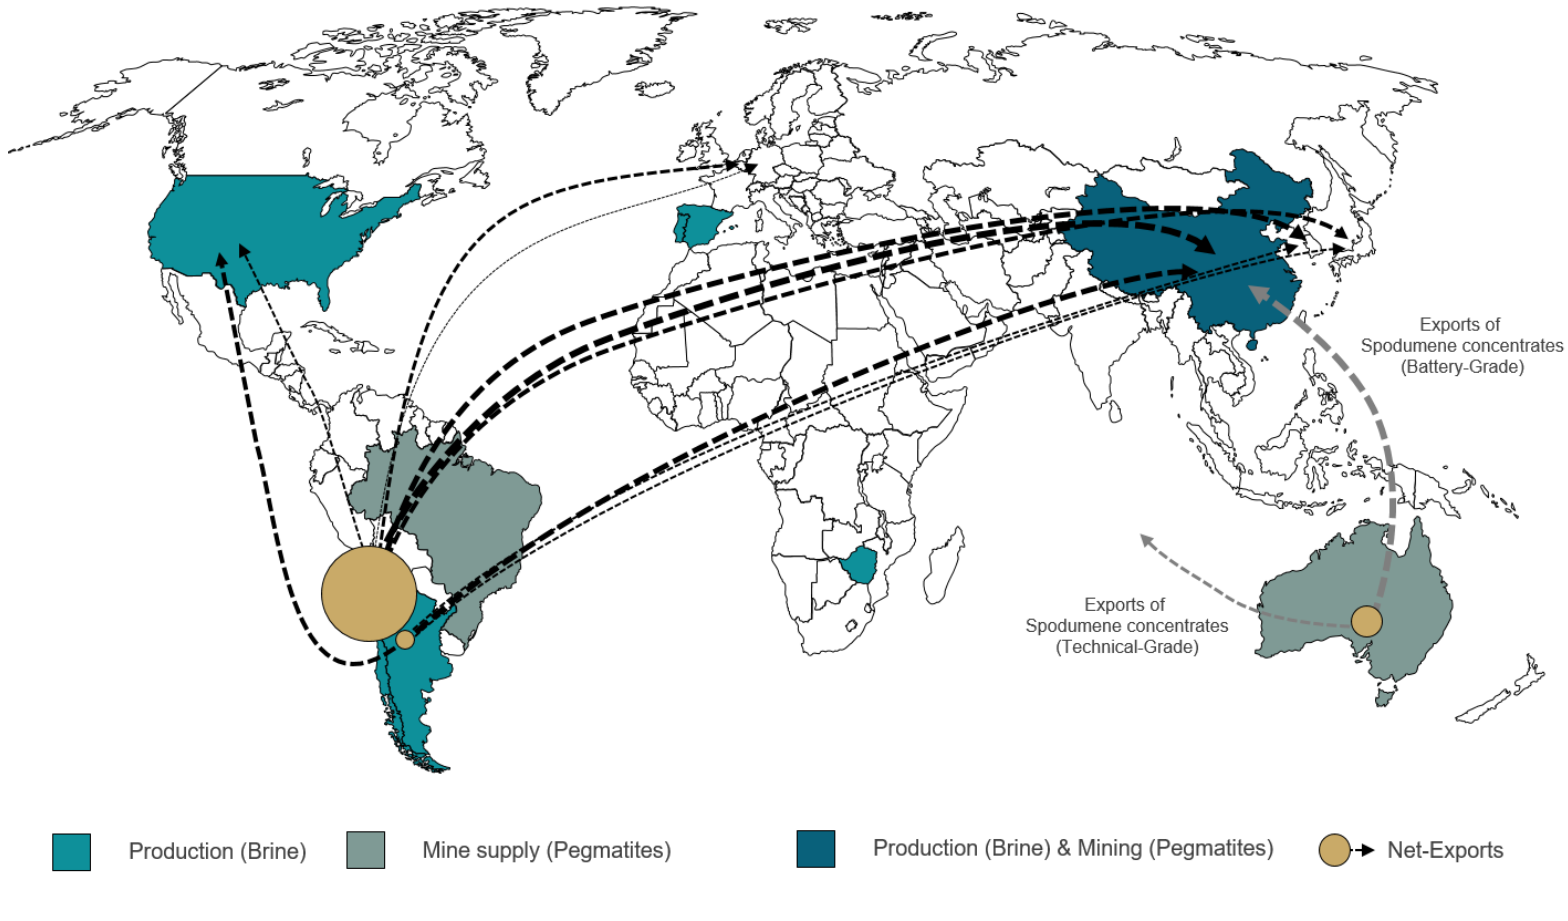 Exports of
Spodumene concentrates
(Battery-Grade)
Exports of
Spodumene concentrates
(Technical-Grade)
Production (Brine)
Mine supply (Pegmatites)
Production (Brine) & Mining (Pegmatites)
Net-Exports